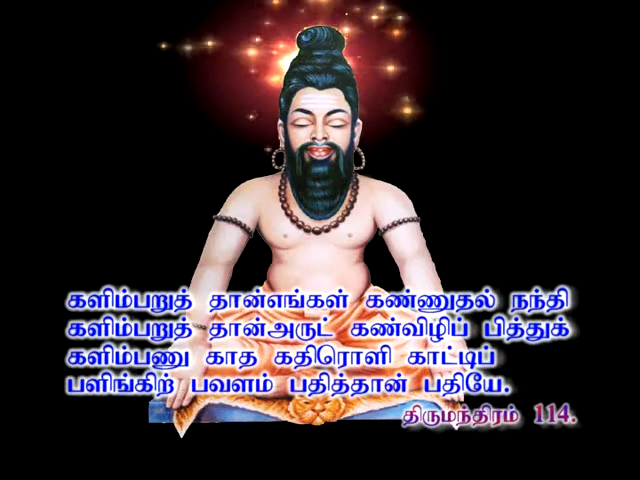 களிம்பறுத் தான்எங்கள் கண்ணுதல் நந்தி
களிம்பறுத் தான்அருட் கண்விழிப் பித்துக்
களிம்பணு காத கதிரொளி காட்டிப்
பளிங்கிற் பவளம் பதித்தான் பதியே.
திருமந்திரம் 114.